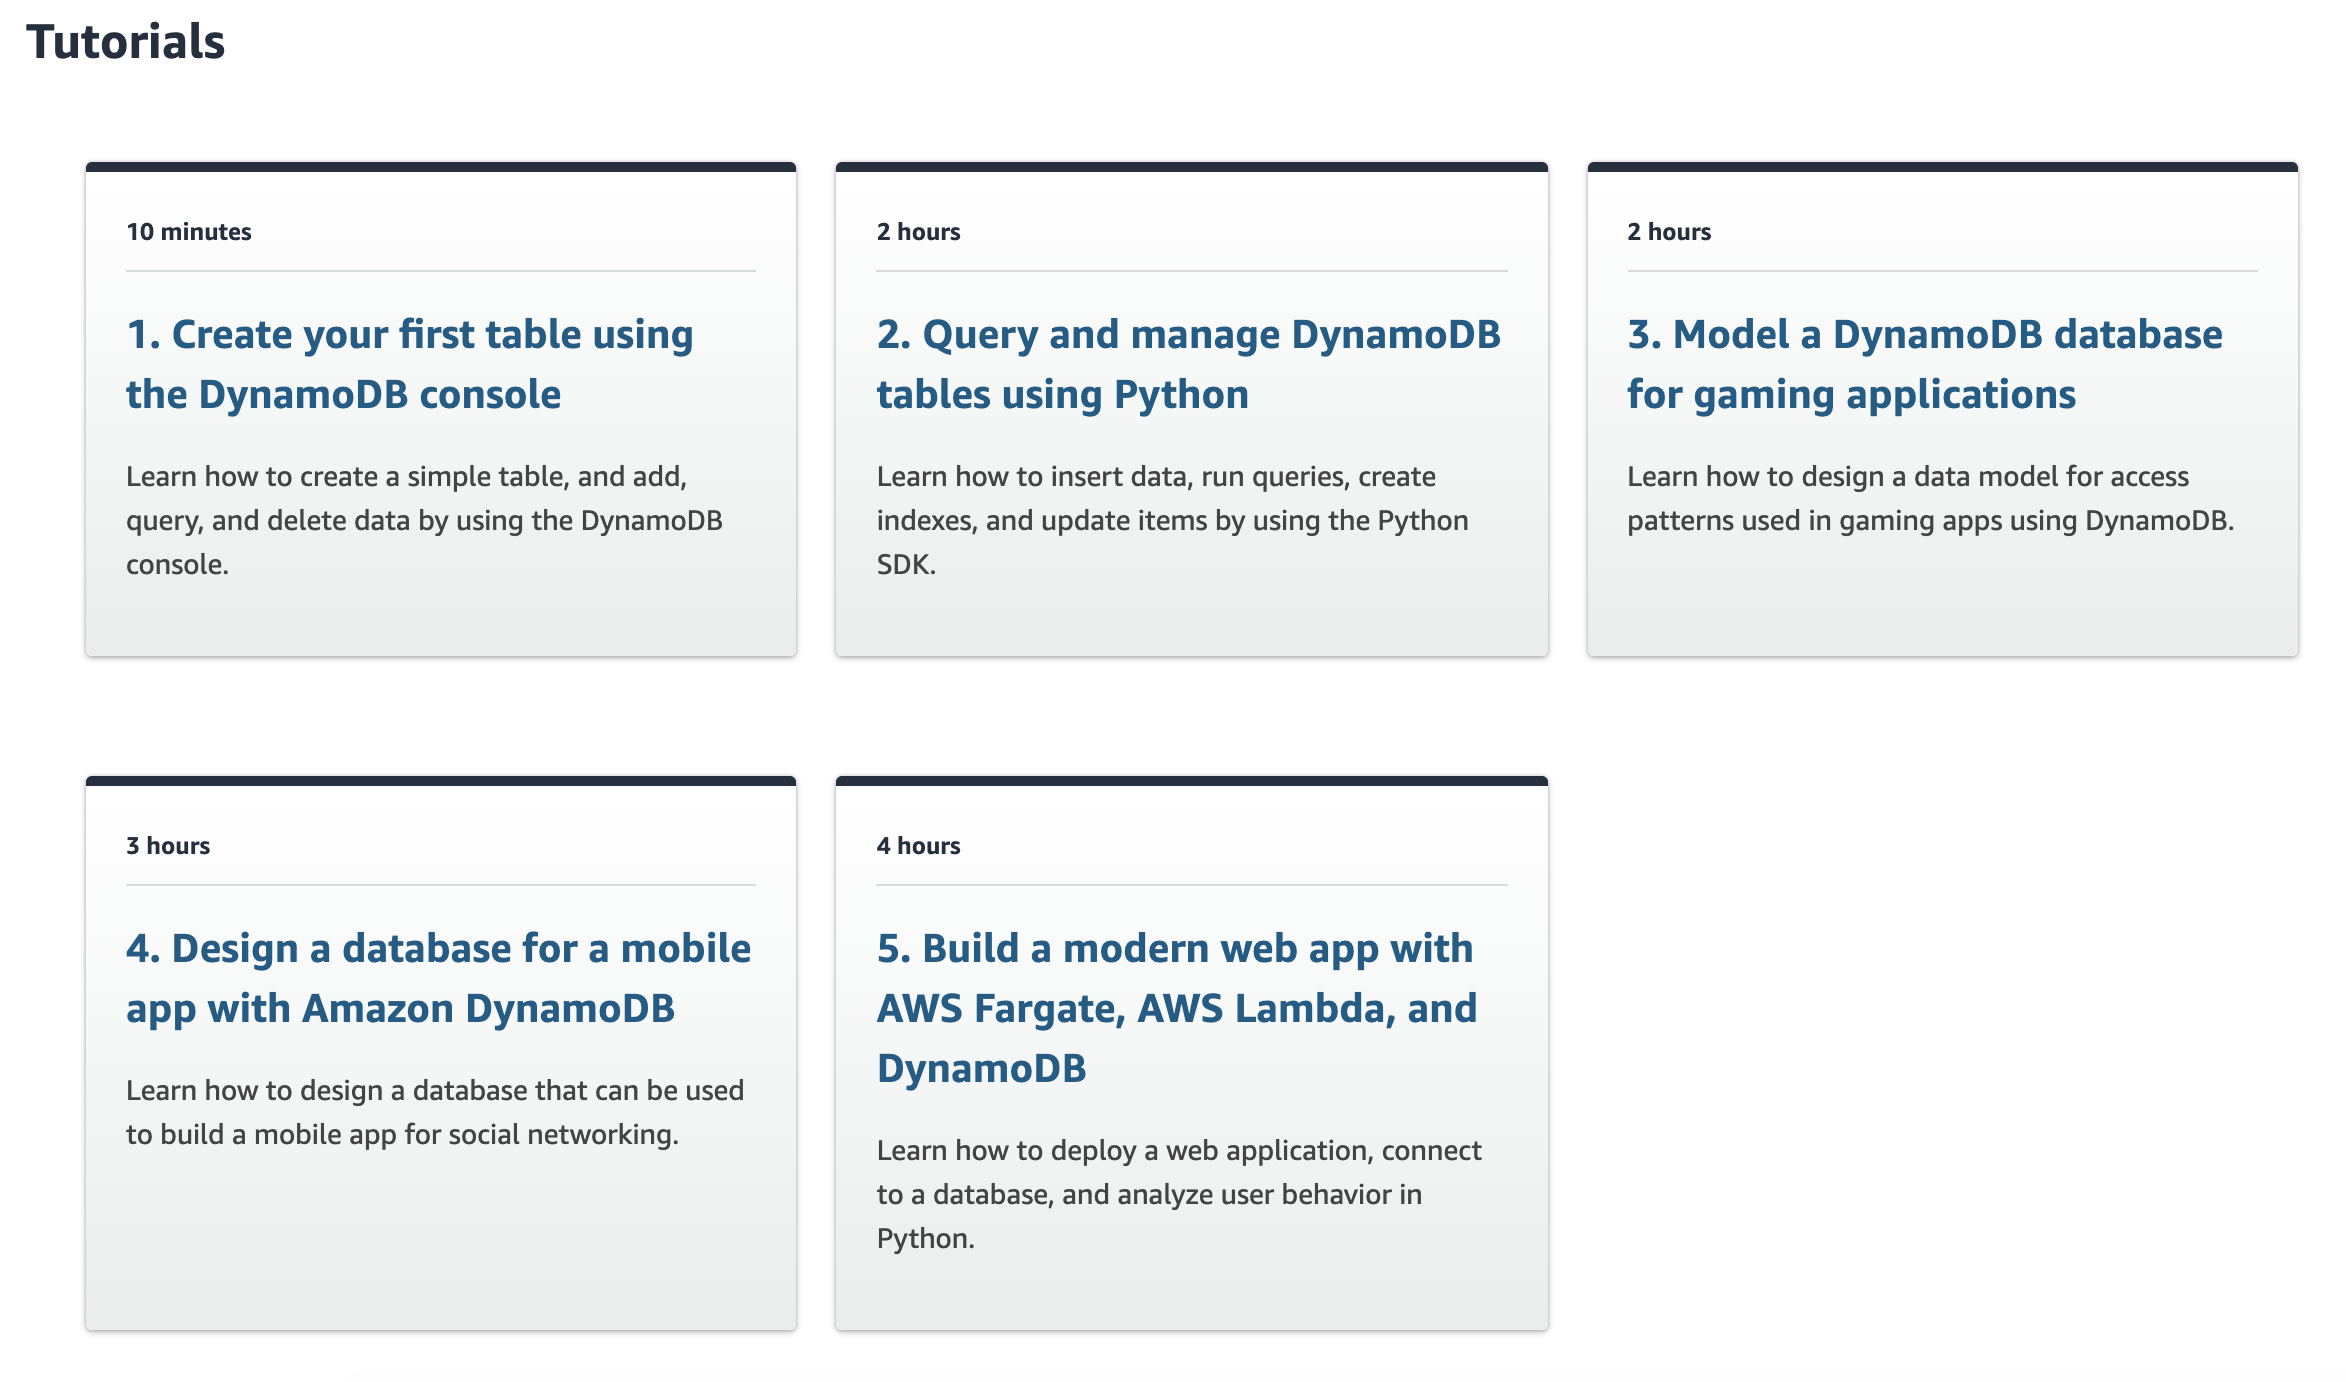 Tutorials
10 minutes
1. Create your first table using
the DynamoDB console
Learn how to create a simple table, and add,
query, and delete data by using the DynamoDB
console.
2 hours
2. Query and manage DynamoDB
tables using Python
Learn how to insert data, run queries, create
indexes, and update items by using the Python
SDK.
2 hours
3. Model a DynamoDB database
for gaming applications
Learn how to design a data model for access
patterns used in gaming apps using DynamoDB.
3 hours
4. Design a database for a mobile
app with Amazon DynamoDB
Learn how to design a database that can be used
to build a mobile app for social networking.
4 hours
5. Build a modern web app with
AWS Fargate, AWS Lambda, and
DynamoDB
Learn how to deploy a web application, connect
to a database, and analyze user behavior in
Python.